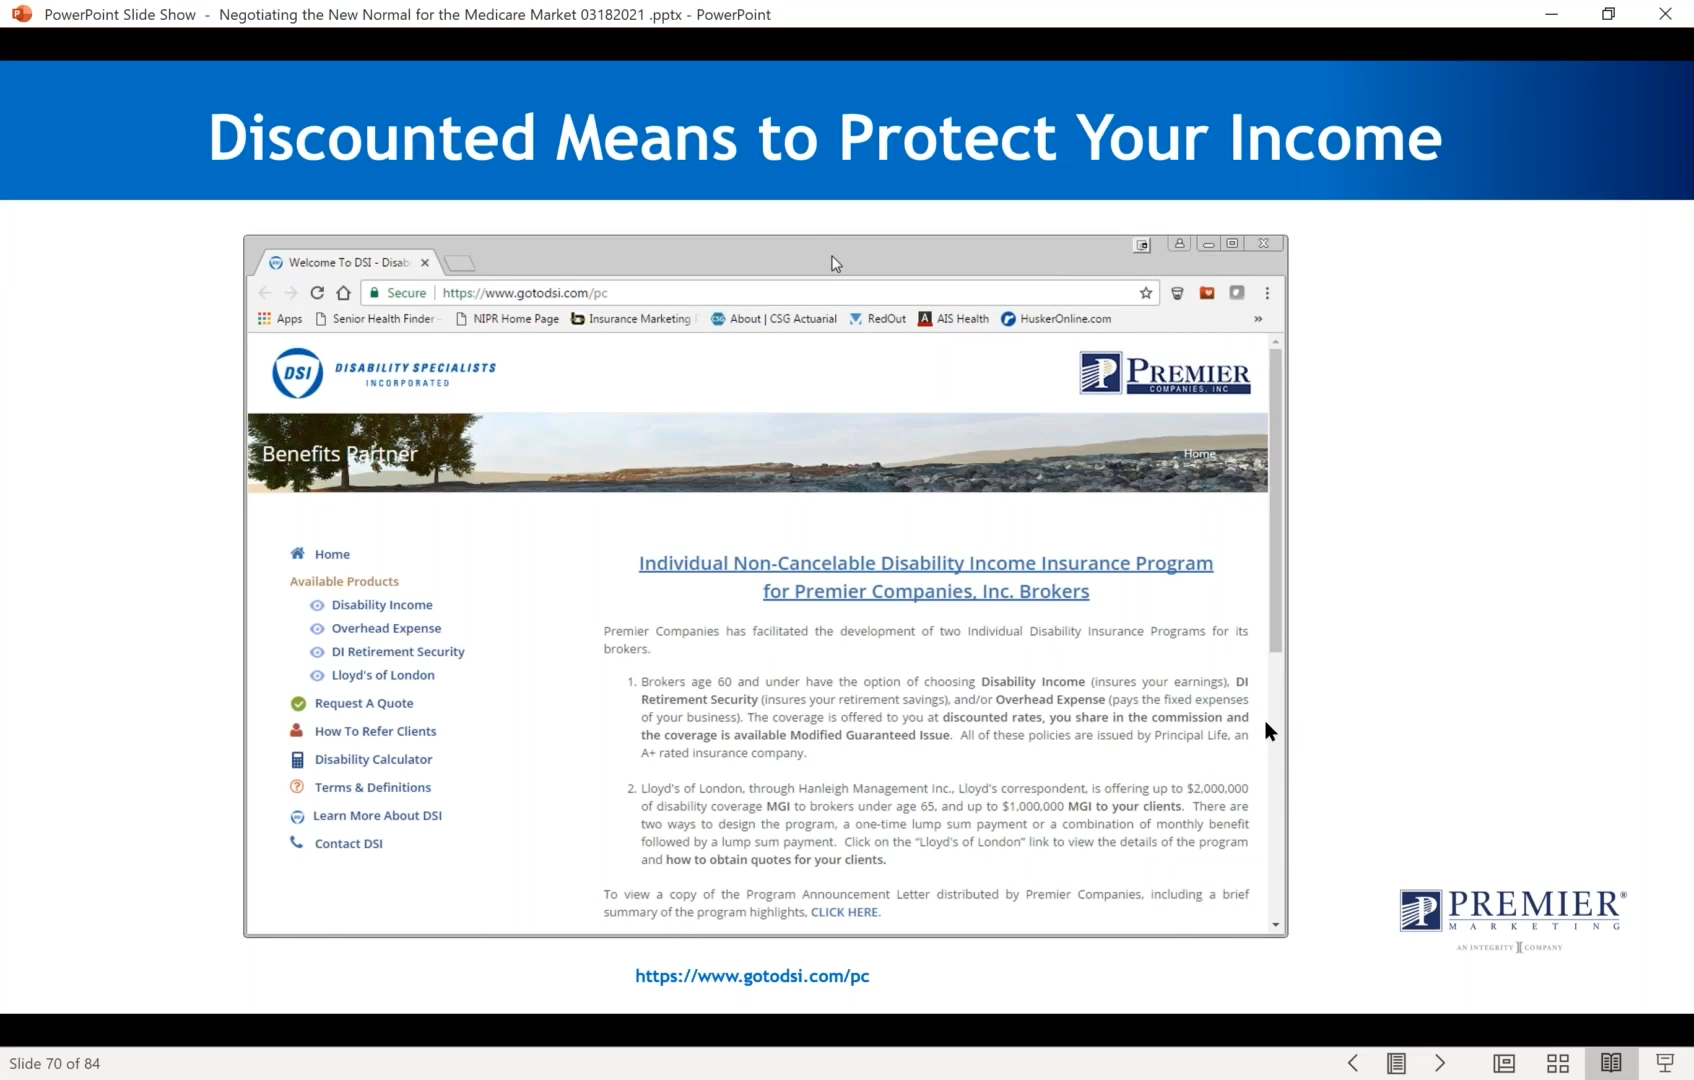 PowerPoint Slide Show - Negotiating the New Normal for the Medicare Market 03182021 .pptx - PowerPoint
Discounted Means to Protect Your Income
Welcome To DSI - Disab
Secure | https://www.gotodsi.com/pc
Apps Senior Health Finder - NIPR Home Page Insurance Marketing About | CSG Actuarial RedOut AIS Health HuskerOnline.com »
DSI DISABILITY SPECIALISTS
INCORPORATED
PREMIER
COMPANIES, INC
Benefits Partner
Home
Home
Available Products
Disability Income
Overhead Expense
DI Retirement Security
Lloyd's of London
Request A Quote
How To Refer Clients
Disability Calculator
Terms & Definitions
Learn More About DSI
Contact DSI
Individual Non-Cancelable Disability Income Insurance Program
for Premier Companies, Inc. Brokers
Premier Companies has facilitated the development of two Individual Disability Insurance Programs for its
brokers.
1. Brokers age 60 and under have the option of choosing Disability Income (insures your earnings), DI
Retirement Security (insures your retirement savings), and/or Overhead Expense (pays the fixed expenses
of your business). The coverage is offered to you at discounted rates, you share in the commission and
the coverage is available Modified Guaranteed Issue. All of these policies are issued by Principal Life, an
A+ rated insurance company.
2. Lloyd's of London, through Hanleigh Management Inc., Lloyd's correspondent, is offering up to $2,000,000
of disability coverage MGI to brokers under age 65, and up to $1,000,000 MGI to your clients. There are
two ways to design the program, a one-time lump sum payment or a combination of monthly benefit
followed by a lump sum payment. Click on the "Lloyd's of London" link to view the details of the program
and how to obtain quotes for your clients.
To view a copy of the Program Announcement Letter distributed by Premier Companies, including a brief
summary of the program highlights, CLICK HERE.
PREMIER®
MARKETING
AN INTEGRITY COMPANY
https://www.gotodsi.com/pc
Slide 70 of 84